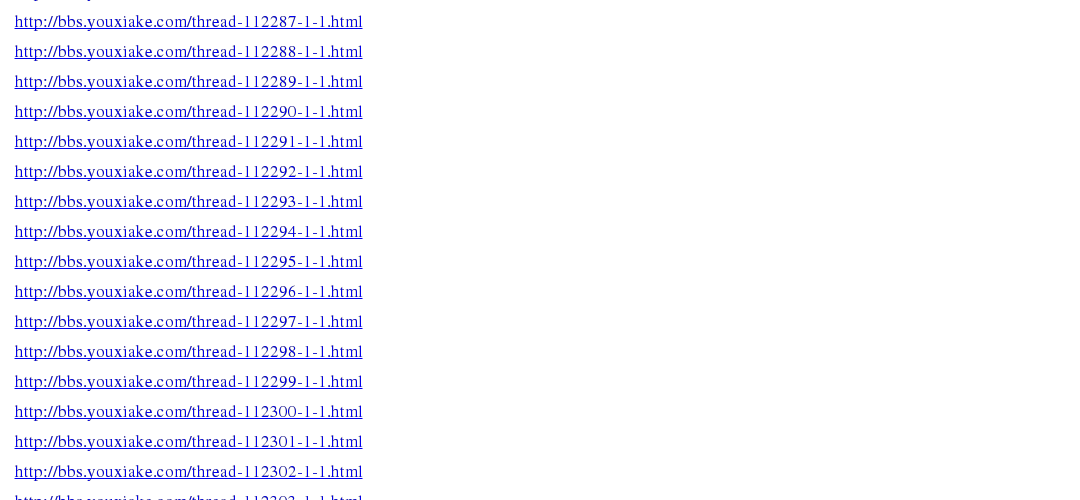 http://bbs.youxiake.com/thread-112287-1-1.html
http://bbs.youxiake.com/thread-112288-1-1.html
http://bbs.youxiake.com/thread-112289-1-1.html
http://bbs.youxiake.com/thread-112290-1-1.html
http://bbs.youxiake.com/thread-112291-1-1.html
http://bbs.youxiake.com/thread-112292-1-1.html
http://bbs.youxiake.com/thread-112293-1-1.html
http://bbs.youxiake.com/thread-112294-1-1.html
http://bbs.youxiake.com/thread-112295-1-1.html
http://bbs.youxiake.com/thread-112296-1-1.html
http://bbs.youxiake.com/thread-112297-1-1.html
http://bbs.youxiake.com/thread-112298-1-1.html
http://bbs.youxiake.com/thread-112299-1-1.html
http://bbs.youxiake.com/thread-112300-1-1.html
http://bbs.youxiake.com/thread-112301-1-1.html
http://bbs.youxiake.com/thread-112302-1-1.html